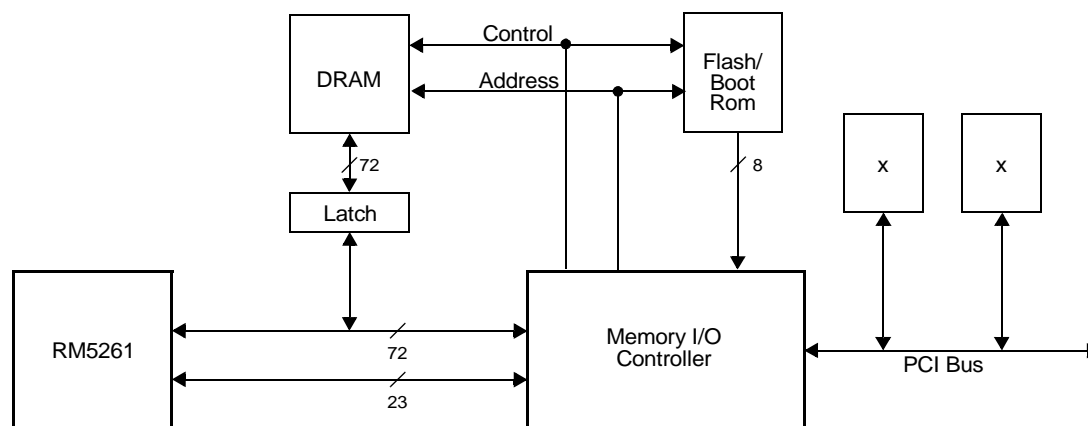 Control
DRAM
Address
Flash/
Boot
Rom
72
8
x
x
Latch
RM5261
72
23
Memory I/O
Controller
PCI Bus